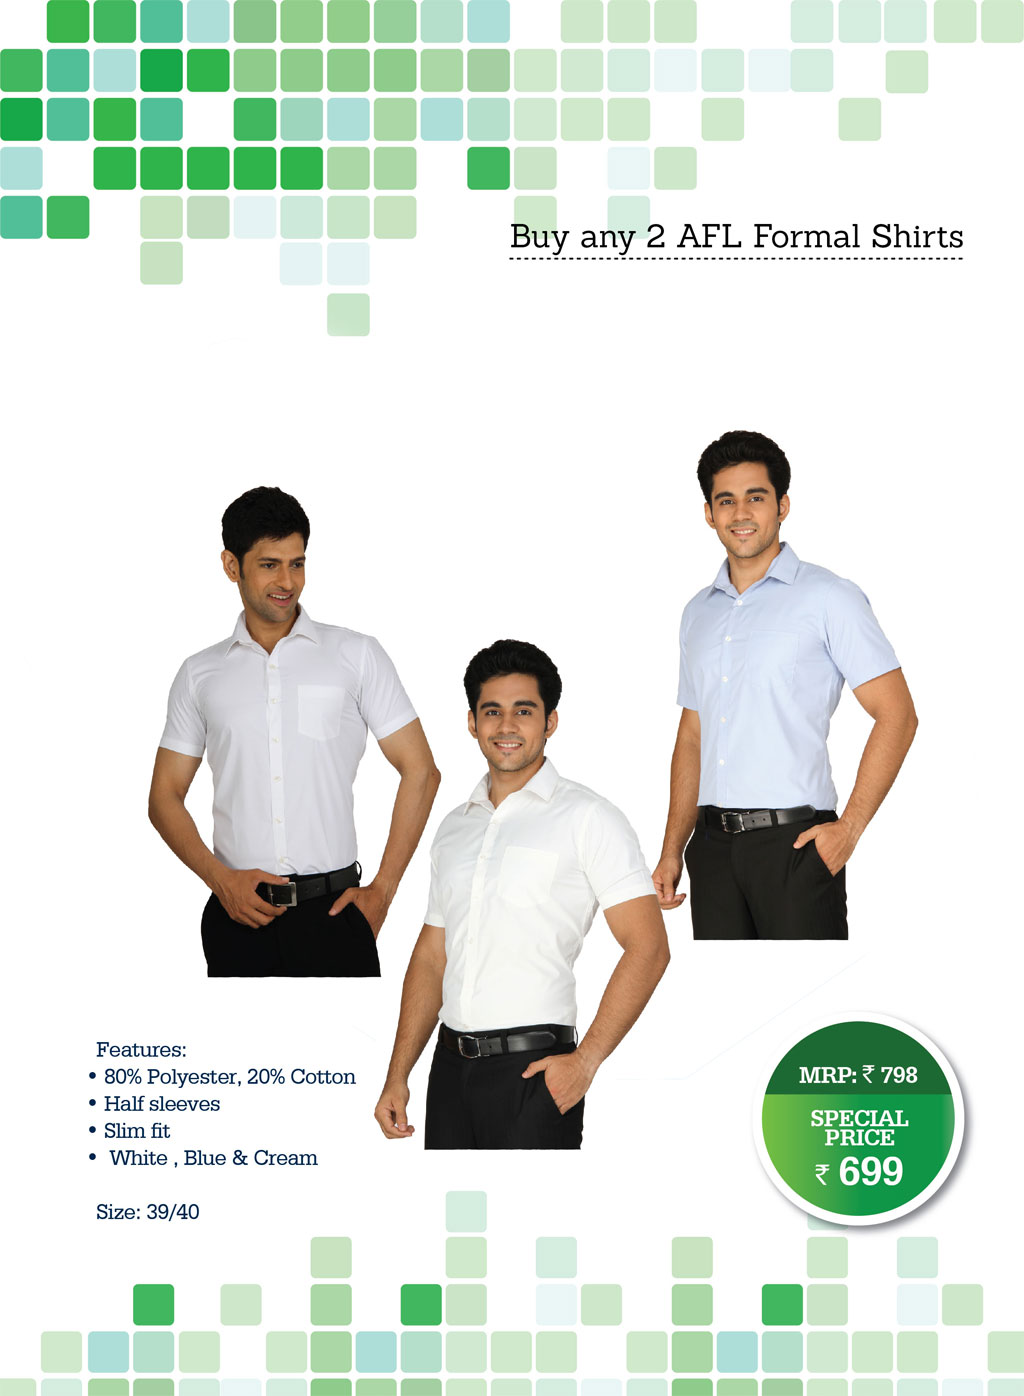 Buy any 2 AFL Formal Shirts
Features:
• 80% Polyester, 20% Cotton
• Half sleeves
• Slim fit
• White , Blue & Cream
Size: 39/40
MRP: ₹ 798
SPECIAL
PRICE
₹ 699